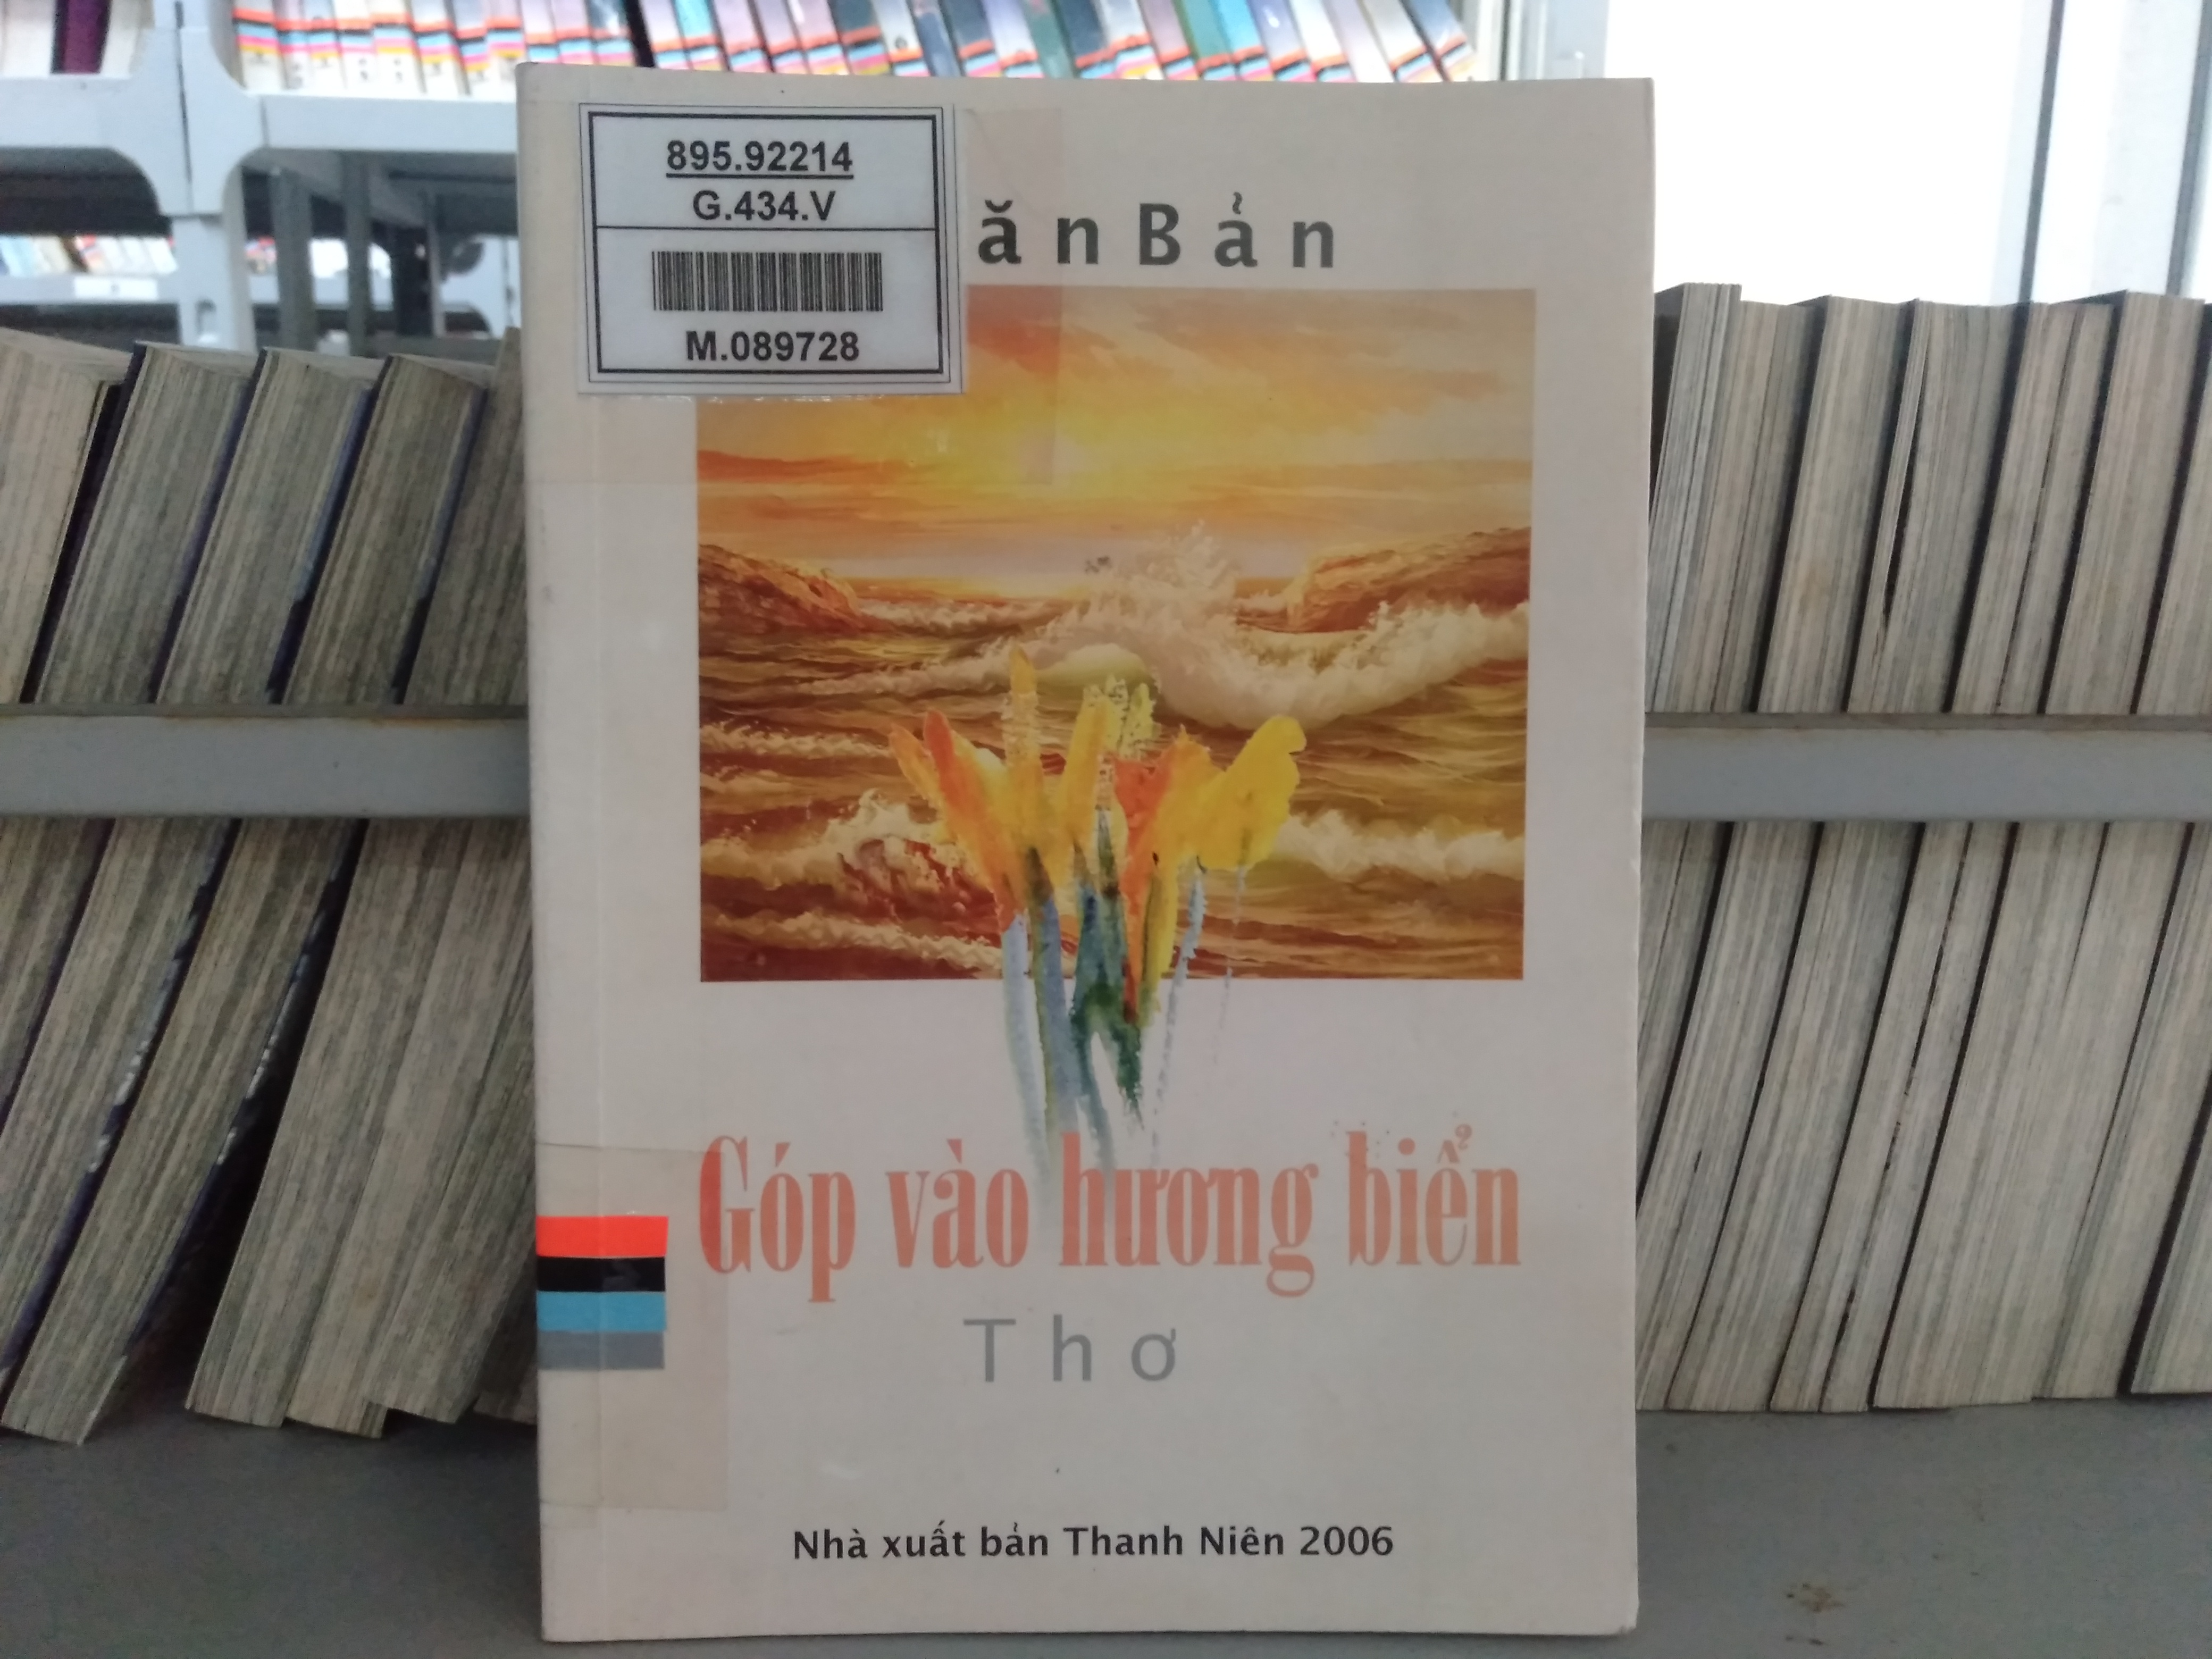 895.92214
G.434.V
M.089728
ăn Bản
Góp vào hương biển
Thơ
Nhà xuất bản Thanh Niên 2006